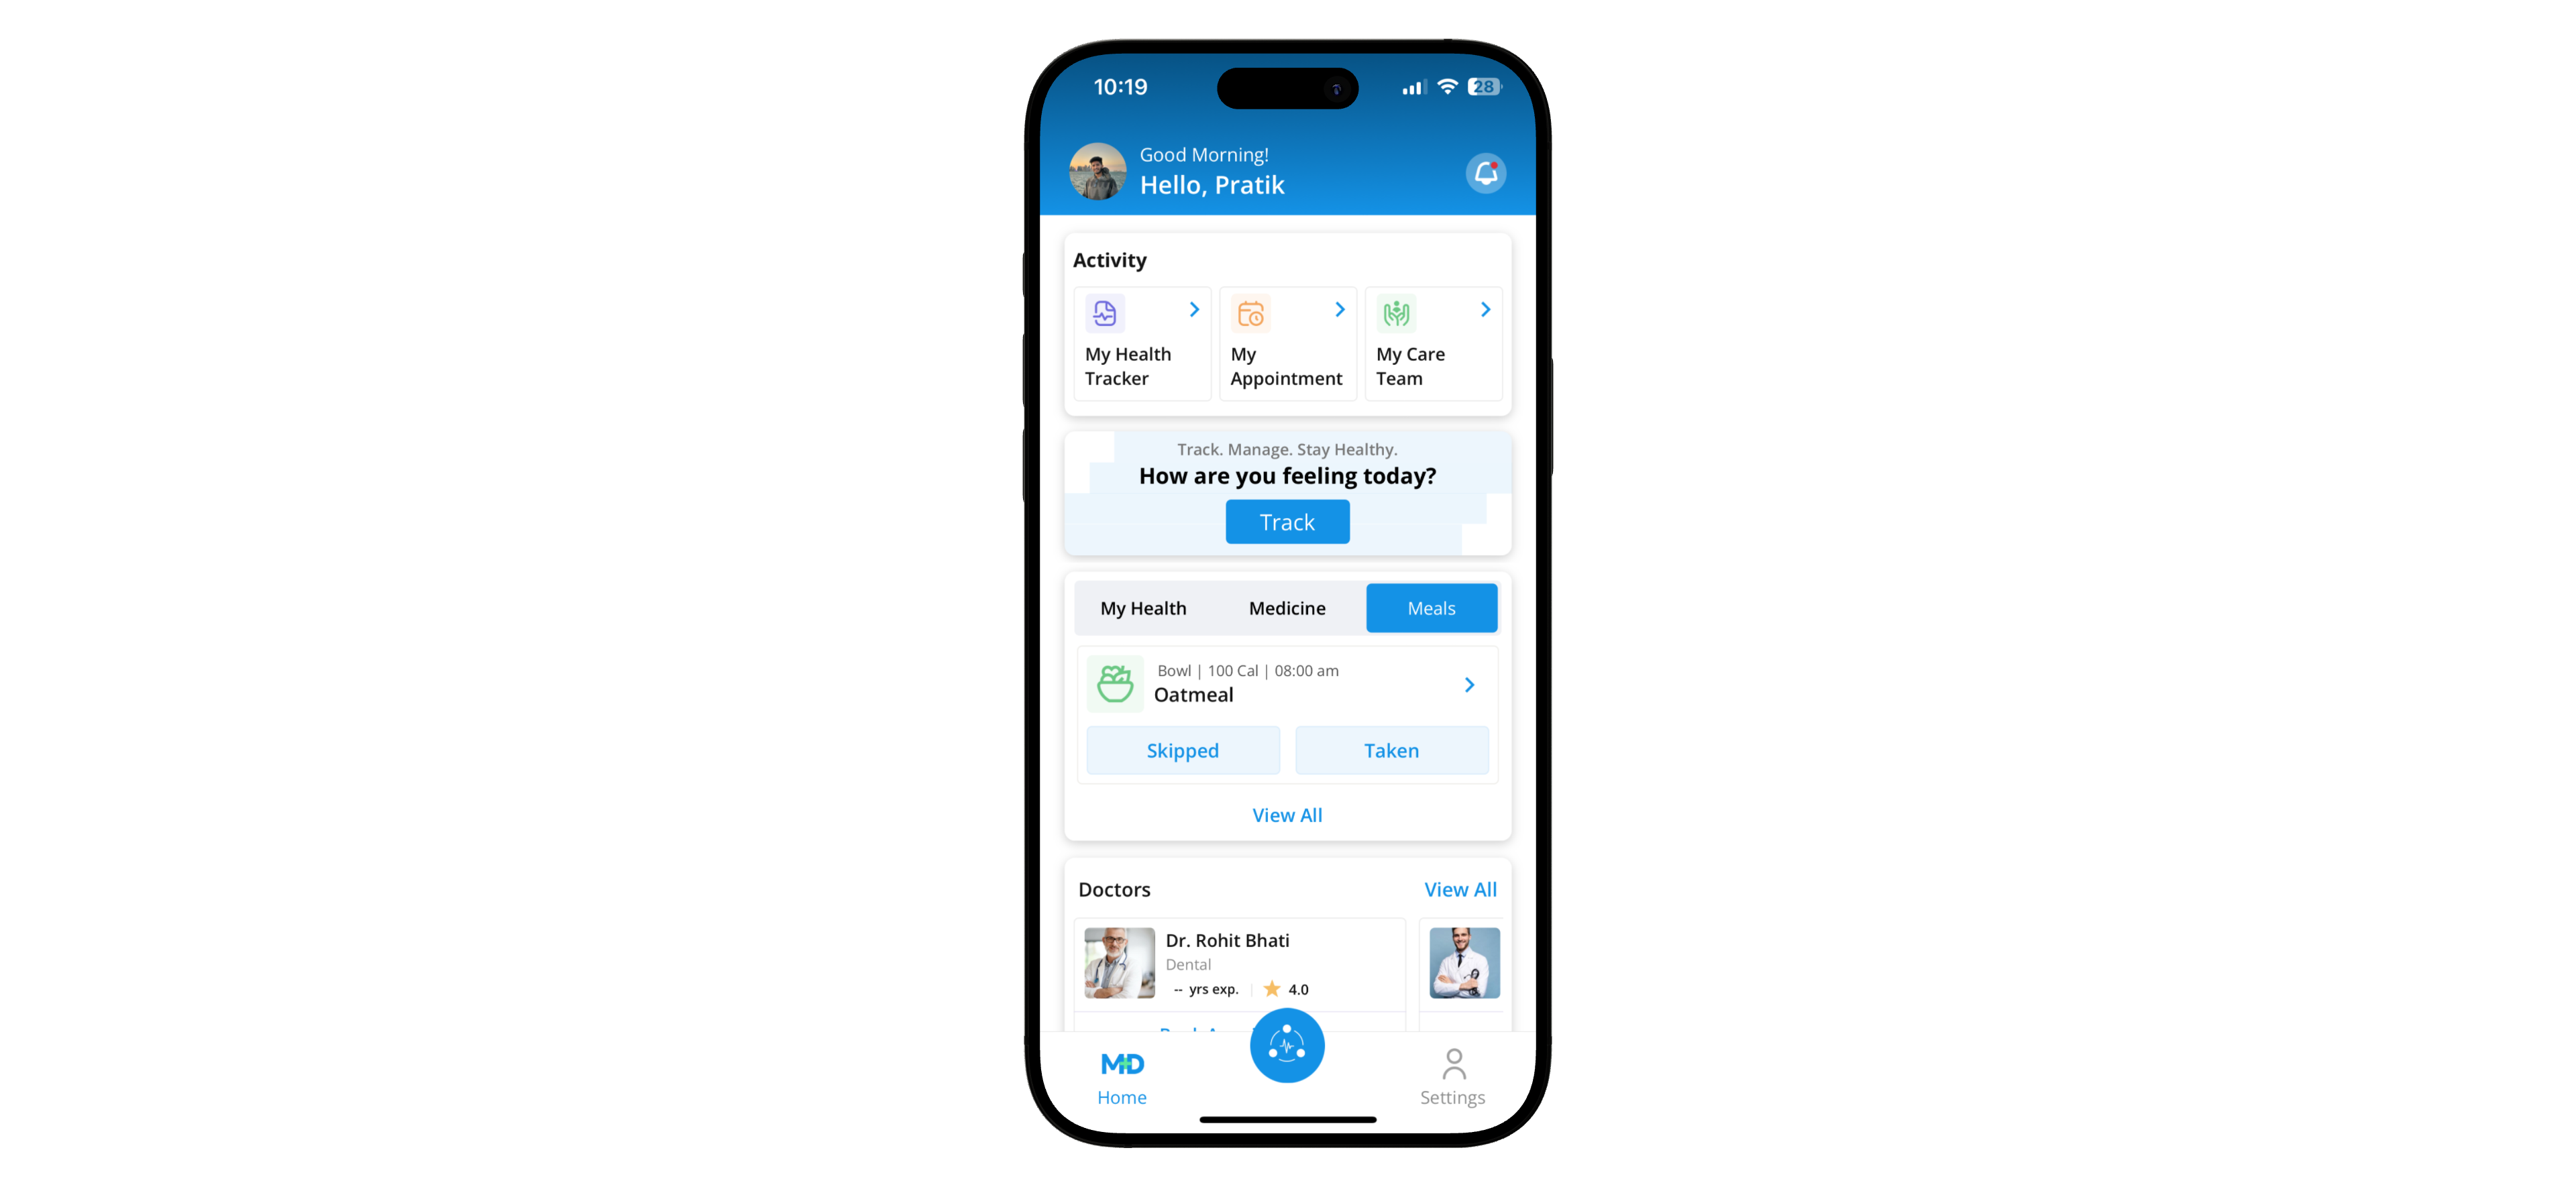 10:19
28
Good Morning!
Hello, Pratik
Activity
My Health
Tracker
My
Appointment
My Care
Team
Track. Manage. Stay Healthy.
How are you feeling today?
Track
My Health
Medicine
Meals
Bowl | 100 Cal | 08:00 am
Oatmeal
Skipped
Taken
View All
Doctors
View All
Dr. Rohit Bhati
Dental
-- yrs exp.
4.0
MD
Home
Settings